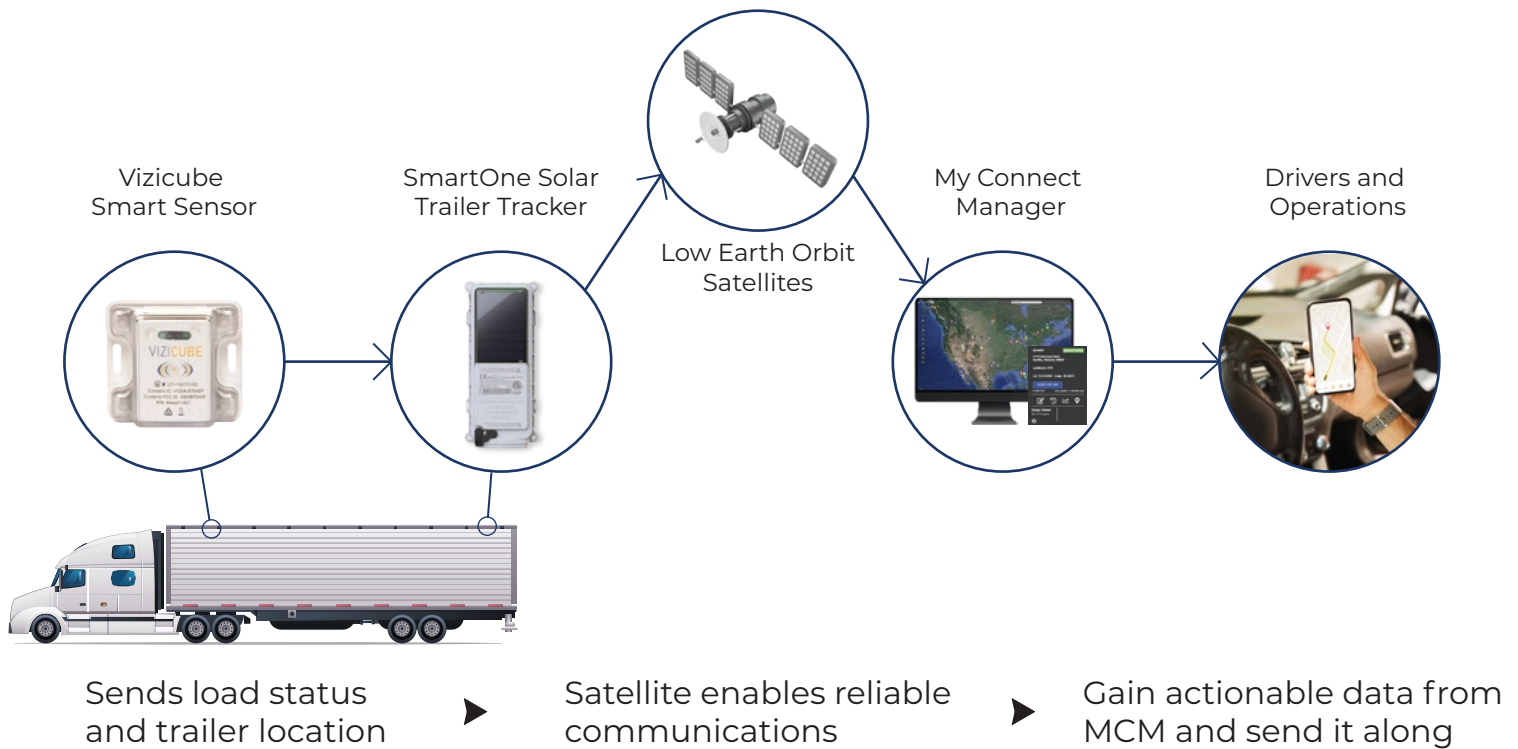 Vizicube
Smart Sensor
SmartOne Solar
Trailer Tracker
Low Earth Orbit
Satellites
My Connect
Manager
Drivers and
Operations
VIZICUBE
Sends load status
and trailer location
Satellite enables reliable
communications
Gain actionable data from
MCM and send it along